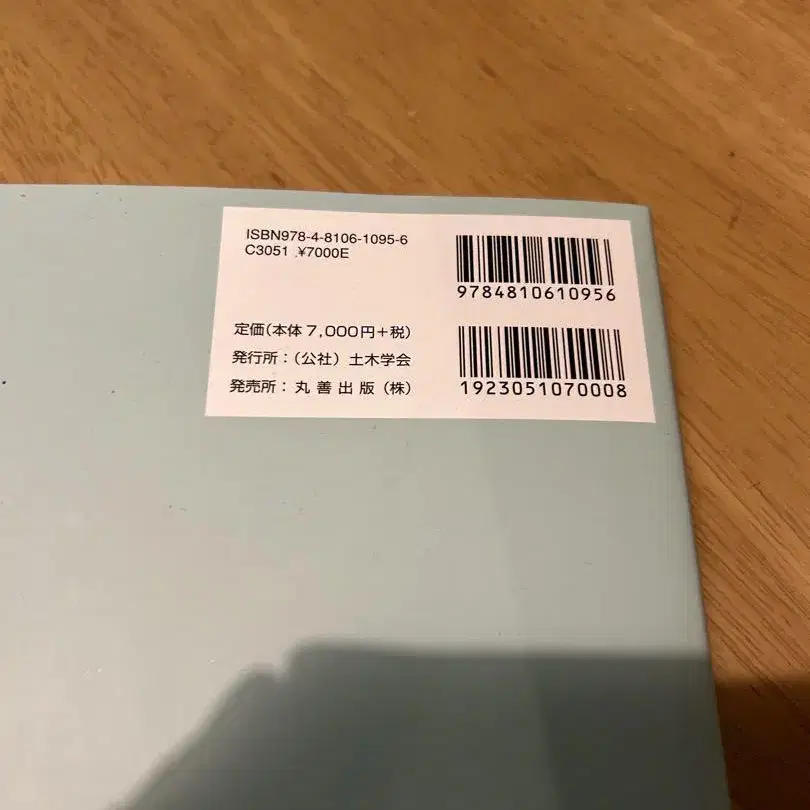 ISBN978-4-8106-1095-6
C3051 ¥7000E
9784810610956
定価(本体7,000円+税)
発行所:(公社)土木学会
発売所:丸善出版(株)
1923051070008